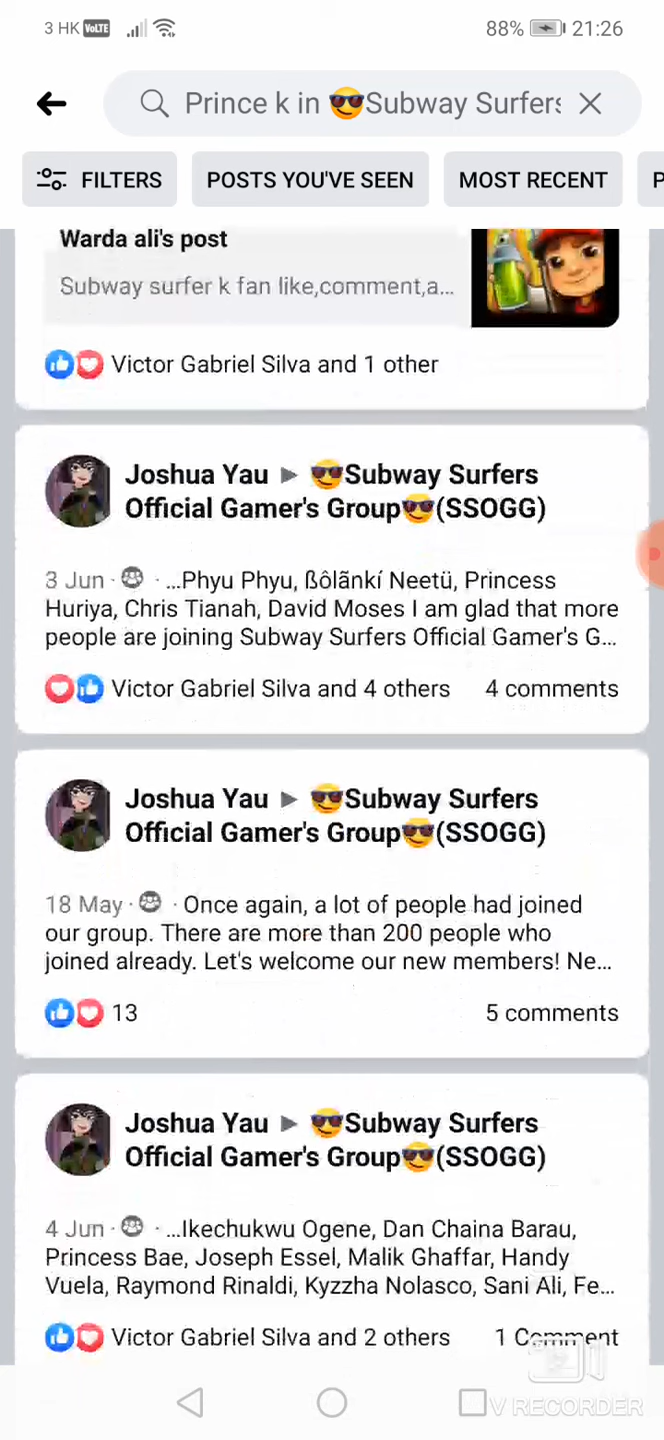 3 HK VoLTE 88% 21:26
Prince k in 😎Subway Surfers
FILTERS POSTS YOU'VE SEEN MOST RECENT P
Warda ali's post
Subway surfer k fan like,comment,a...
Victor Gabriel Silva and 1 other
Joshua Yau ▶ 😎Subway Surfers
Official Gamer's Group😎(SSOGG)
3 Jun · ...Phyu Phyu, ßôlãnkí Neetü, Princess
Huriya, Chris Tianah, David Moses I am glad that more
people are joining Subway Surfers Official Gamer's G...
Victor Gabriel Silva and 4 others 4 comments
Joshua Yau ▶ 😎Subway Surfers
Official Gamer's Group😎(SSOGG)
18 May · Once again, a lot of people had joined
our group. There are more than 200 people who
joined already. Let's welcome our new members! Ne...
13 5 comments
Joshua Yau ▶ 😎Subway Surfers
Official Gamer's Group😎(SSOGG)
4 Jun · ...Ikechukwu Ogene, Dan Chaina Barau,
Princess Bae, Joseph Essel, Malik Ghaffar, Handy
Vuela, Raymond Rinaldi, Kyzzha Nolasco, Sani Ali, Fe...
Victor Gabriel Silva and 2 others 1 Comment
V RECORDER